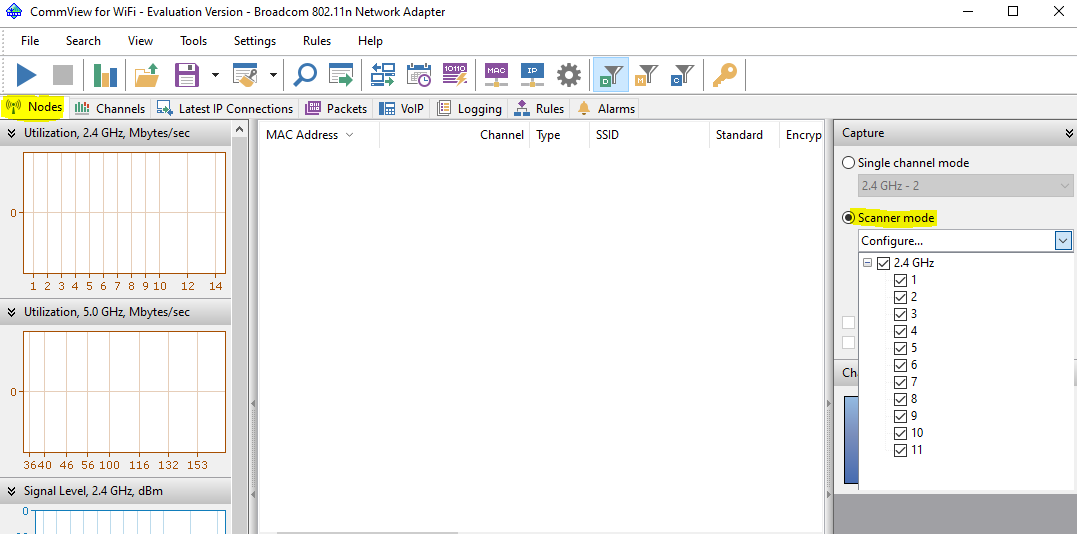 CommView for WiFi - Evaluation Version - Broadcom 802.11n Network Adapter
File Search View Tools Settings Rules Help
10110 MAC IP D M C
Nodes Channels Latest IP Connections Packets VoIP Logging Rules Alarms
Utilization, 2.4 GHz, Mbytes/sec
0
1 2 3 4 5 6 7 8 9 10 12 14
Utilization, 5.0 GHz, Mbytes/sec
0
36 40 46 56 100 116 132 153
Signal Level, 2.4 GHz, dBm
0
MAC Address Channel Type SSID Standard Encryp
Capture
Single channel mode
2.4 GHz - 2
Scanner mode
Configure...
2.4 GHz
1
2
3
4
5
6
7
8
9
10
11
Ch